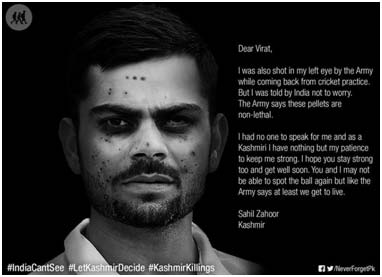 Dear Virat,
I was also shot in my left eye by the Army
while coming back from cricket practice.
But I was told by India not to worry.
The Army says these pellets are
non-lethal.
I had no one to speak for me and as a
Kashmiri I have nothing but my patience
to keep me strong. I hope you stay strong
too and get well soon. You and I may not
be able to spot the ball again but like the
Army says at least we get to live.
Sahil Zahoor
Kashmir
#IndiaCantSee #LetKashmirDecide #KashmirKillings
/NeverForgetPk